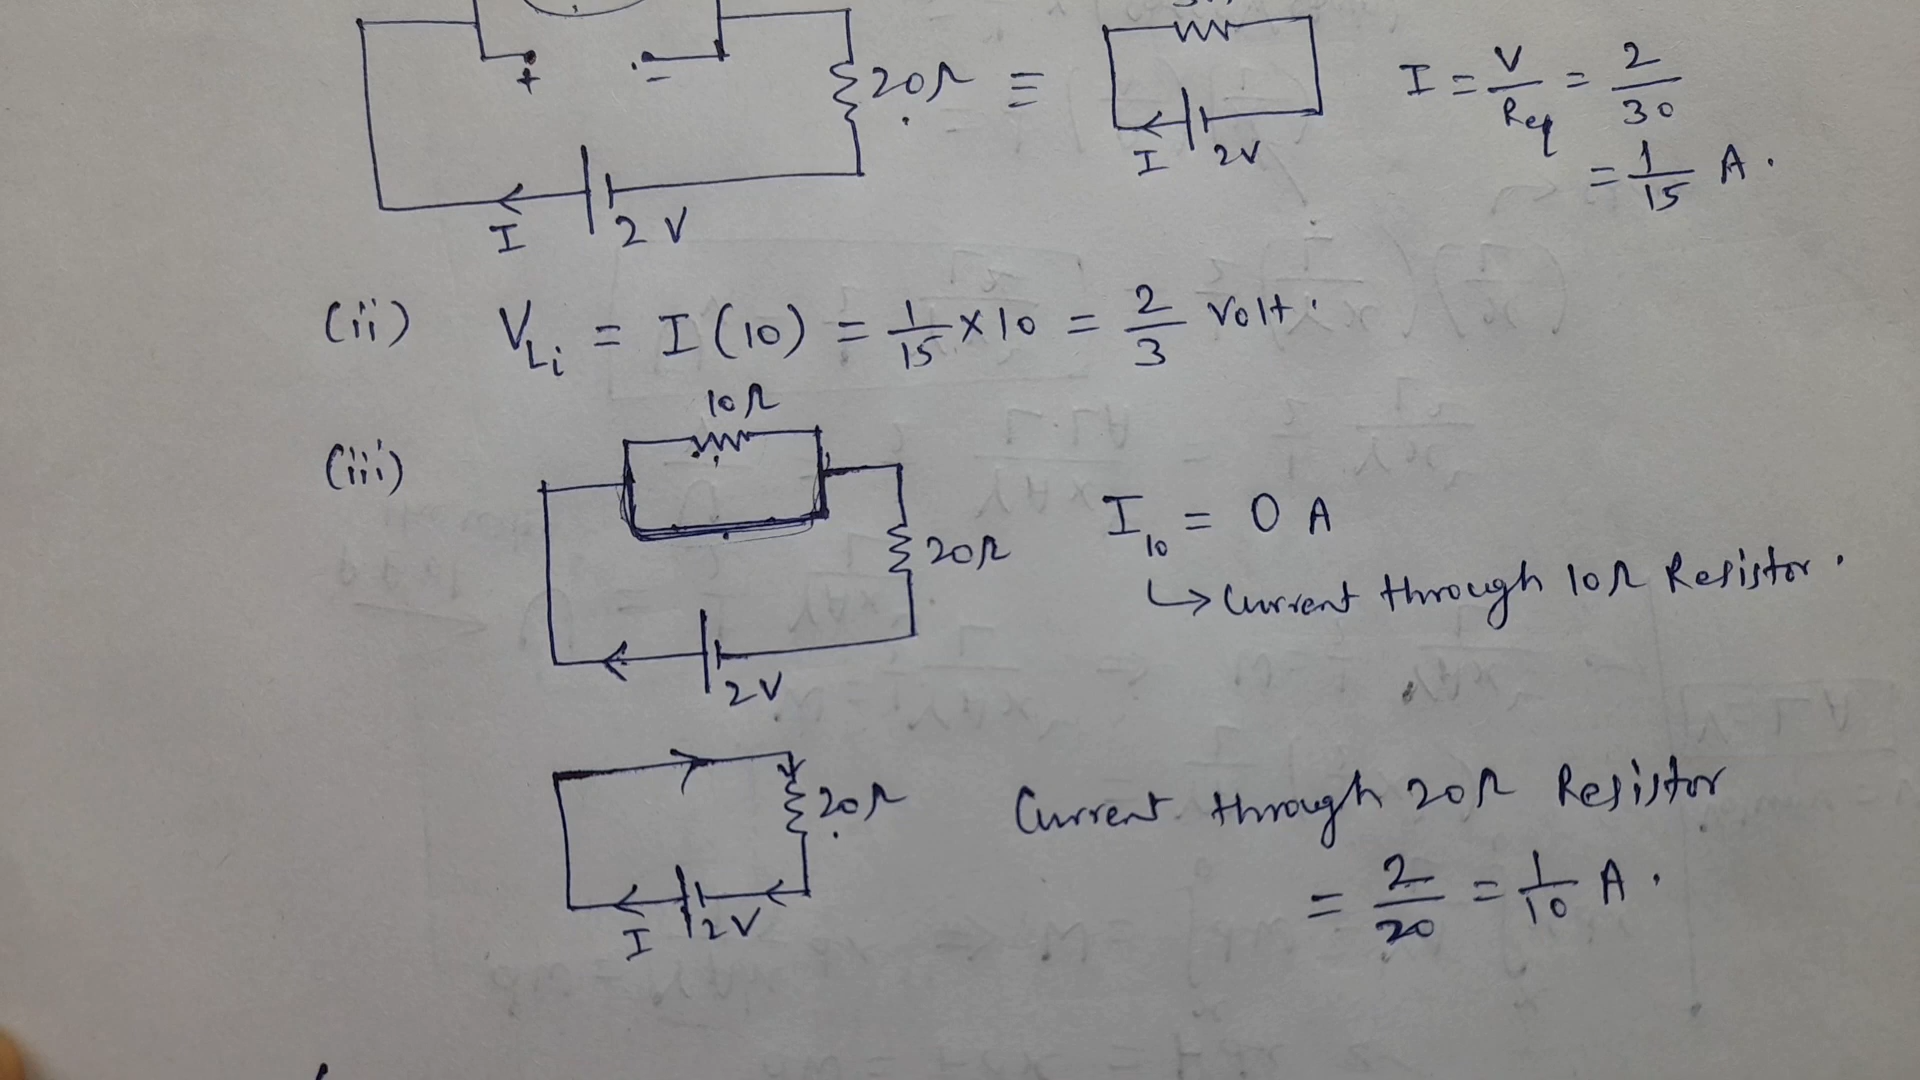 + -
20Ω ≡
I 2V
I 2V
I = V/Req = 2/30
= 1/15 A.
(ii) VLi = I(10) = 1/15 × 10 = 2/3 Volt.
(iii)
10Ω
20Ω
2V
I10 = 0 A
↳ Current through 10Ω Resistor.
20Ω
I 2V
Current through 20Ω Resistor
= 2/20 = 1/10 A.